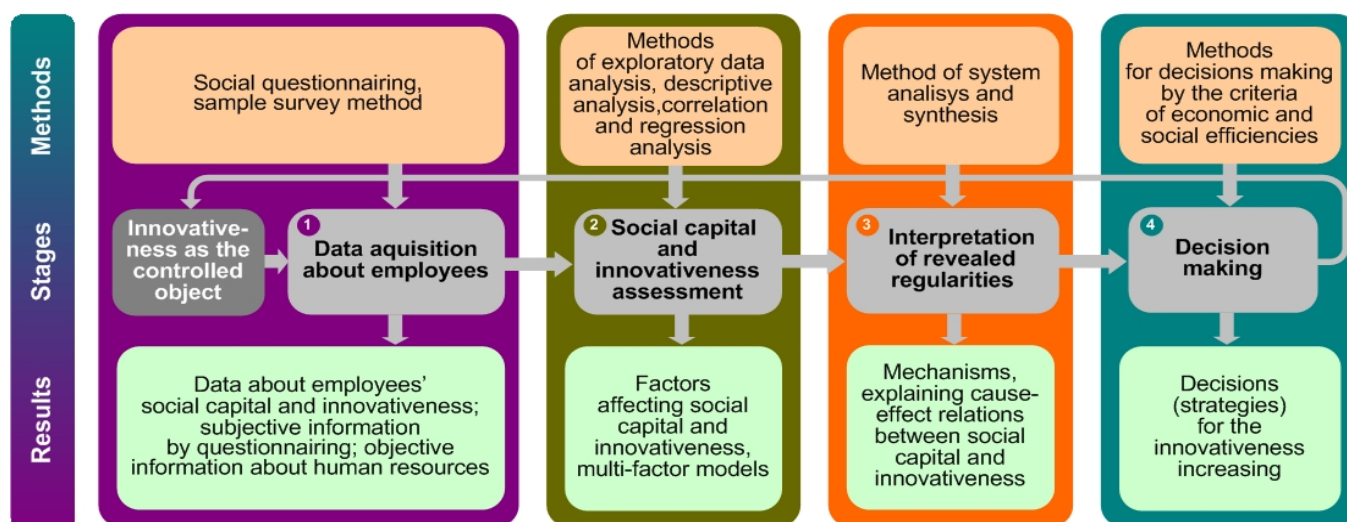 Methods
Social questionnairing,
sample survey method
Methods
of exploratory data
analysis, descriptive
analysis,correlation
and regression
analysis
Method of system
analisys and
synthesis
Methods
for decisions making
by the criteria
of economic and
social efficiencies
Stages
Innovative-
ness as the
controlled
object
1
Data aquisition
about employees
2
Social capital
and
innovativeness
assessment
3
Interpretation
of revealed
regularities
4
Decision
making
Results
Data about employees’
social capital and innovativeness;
subjective information
by questionnairing; objective
information about human resources
Factors
affecting social
capital and
innovativeness,
multi-factor models
Mechanisms,
explaining cause-
effect relations
between social
capital and
innovativeness
Decisions
(strategies)
for the
innovativeness
increasing